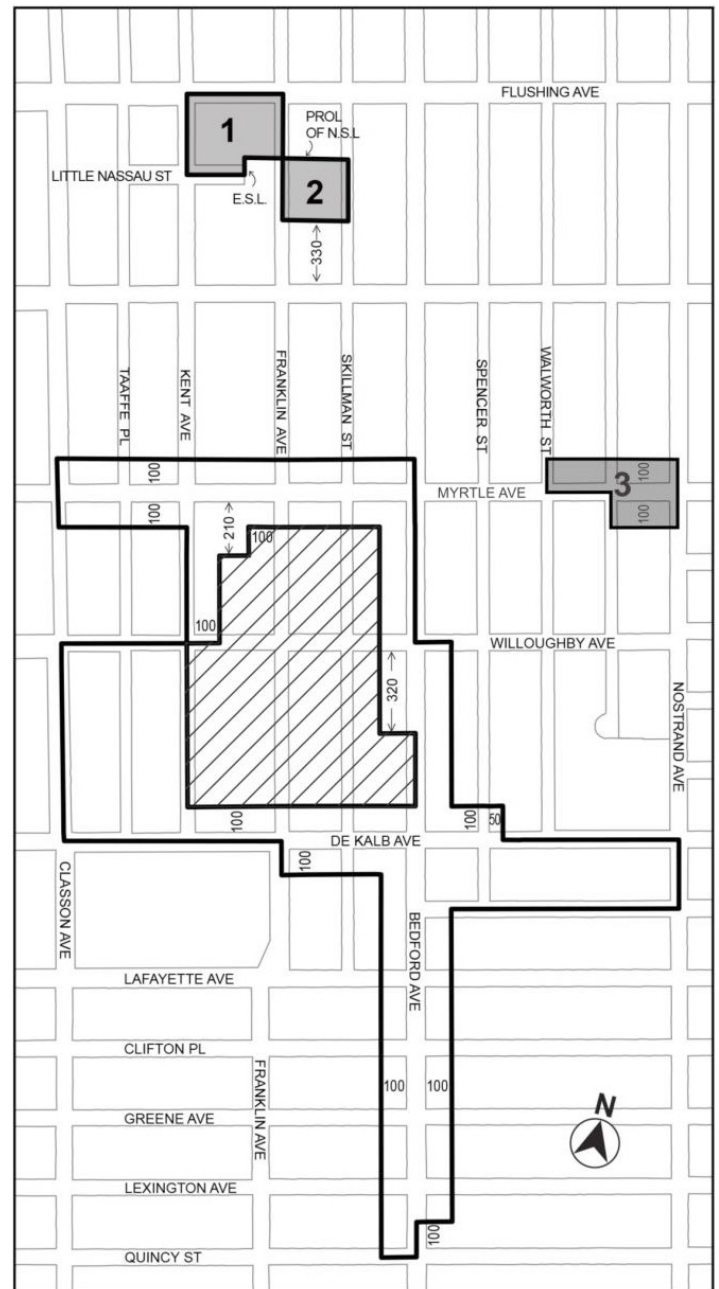 FLUSHING AVE
1
PROL
OF N.S.L
LITTLE NASSAU ST
E.S.L.
2
330
TAAFFE PL
KENT AVE
FRANKLIN AVE
SKILLMAN ST
SPENCER ST
WALWORTH ST
100
100
3
MYRTLE AVE
100
100
210
100
100
WILLOUGHBY AVE
320
NOSTRAND AVE
100
100
50
DE KALB AVE
100
CLASSON AVE
BEDFORD AVE
LAFAYETTE AVE
CLIFTON PL
FRANKLIN AVE
100
100
N
GREENE AVE
LEXINGTON AVE
100
QUINCY ST